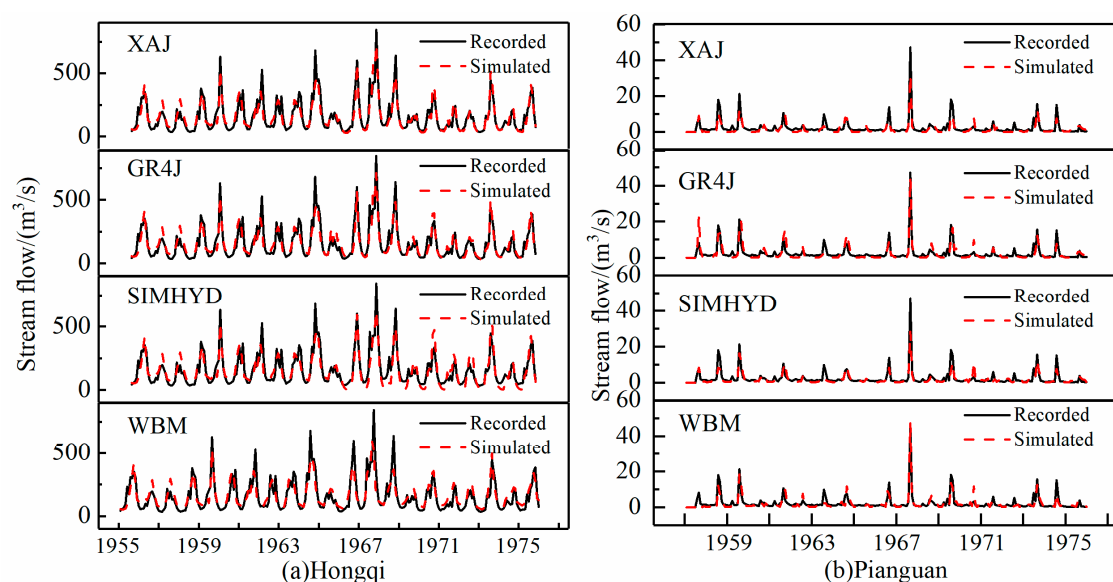 XAJ
Recorded
Simulated
500
0
GR4J
Recorded
Simulated
500
0
SIMHYD
Recorded
Simulated
500
0
WBM
Recorded
Simulated
500
0
Stream flow/(m³/s)
1955 1959 1963 1967 1971 1975
(a)Hongqi
60
XAJ
Recorded
Simulated
40
20
0
60
GR4J
Recorded
Simulated
40
20
0
60
SIMHYD
Recorded
Simulated
40
20
0
60
WBM
Recorded
Simulated
40
20
0
Stream flow/(m³/s)
1959 1963 1967 1971 1975
(b)Pianguan